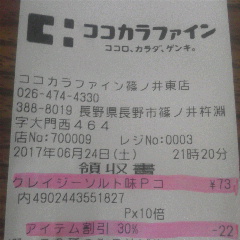 ココカラファイン
ココロ、カラダ、ゲンキ。
ココカラファイン篠ノ井東店
026-474-4330
388-8019 長野県長野市篠ノ井杵淵
字大門西464
店No:700009 レジNo:0003
2017年06月24日(土) 21時20分
領収書
クレイジーソルト味Pコ ¥73
内4902443551827
Px10倍
アイテム割引 30% -22